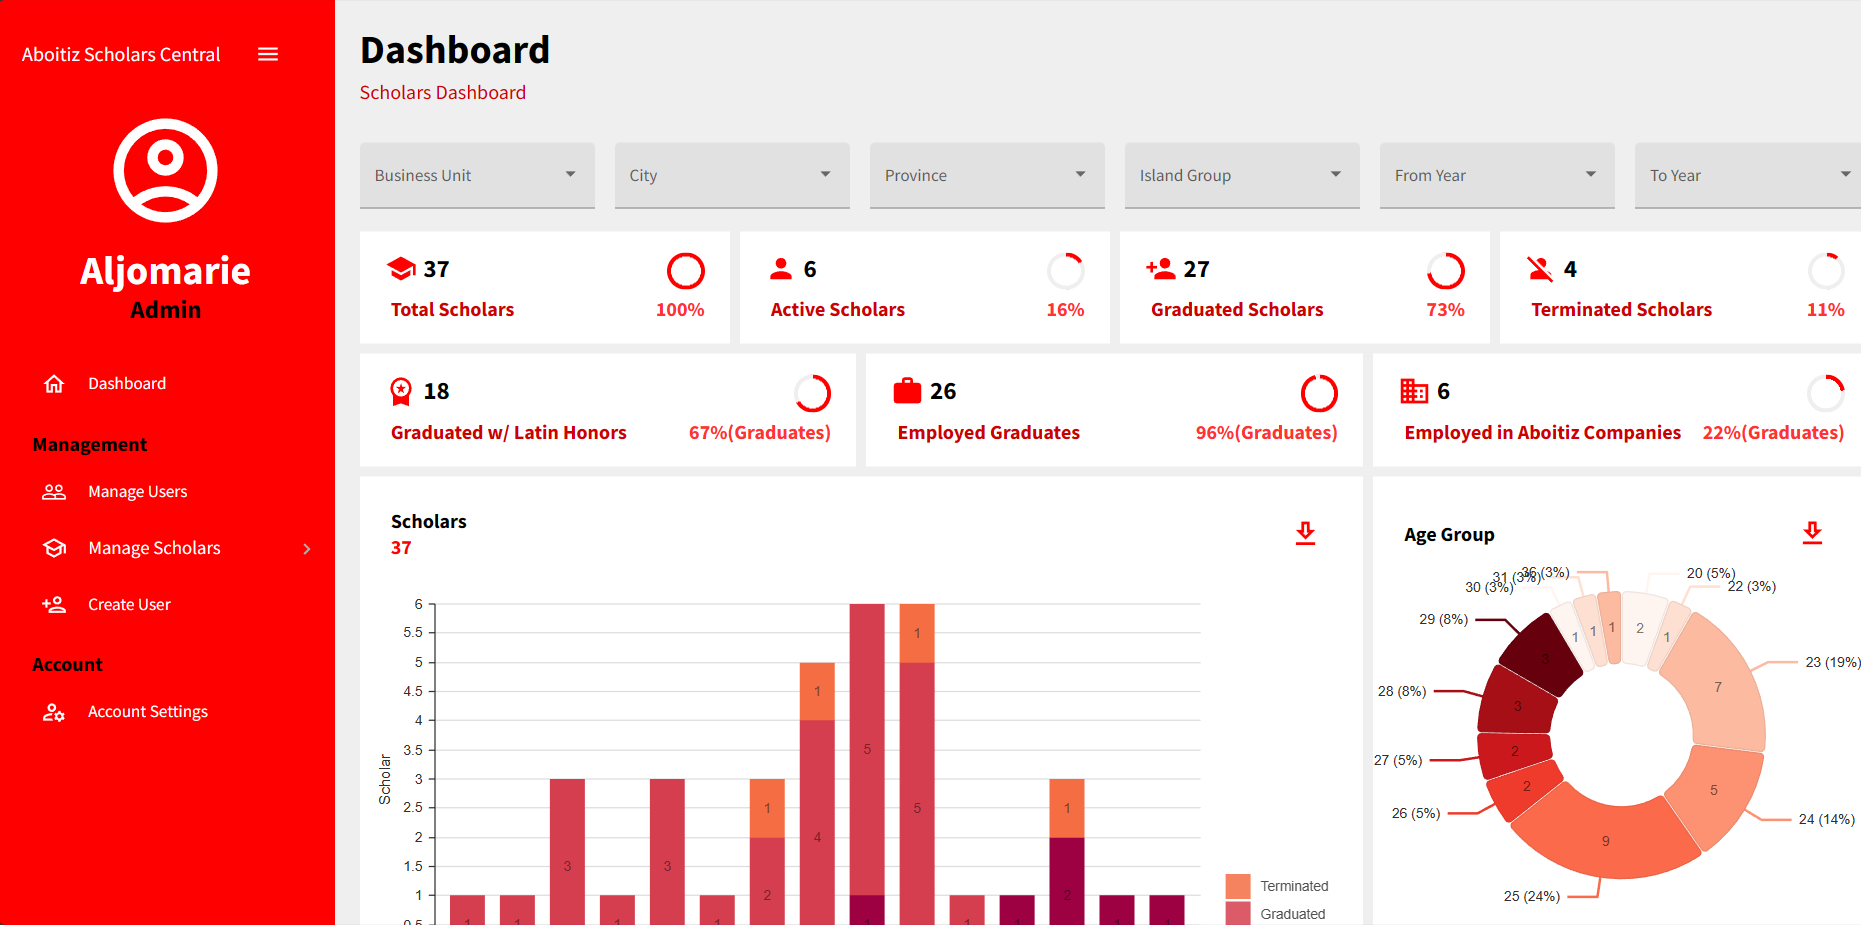 Aboitiz Scholars Central
Aljomarie
Admin
Dashboard
Management
Manage Users
Manage Scholars
Create User
Account
Account Settings
Dashboard
Scholars Dashboard
Business Unit
City
Province
Island Group
From Year
To Year
37
Total Scholars
100%
6
Active Scholars
16%
27
Graduated Scholars
73%
4
Terminated Scholars
11%
18
Graduated w/ Latin Honors
67%(Graduates)
26
Employed Graduates
96%(Graduates)
6
Employed in Aboitiz Companies
22%(Graduates)
Scholars
37
Scholar
6
5.5
5
4.5
4
3.5
3
2.5
2
1.5
1
0.5
1
1
3
1
3
1
1
2
1
4
5
1
1
5
1
1
1
2
1
1
Terminated
Graduated
Age Group
36 (3%)
31 (3%)
30 (3%)
29 (8%)
28 (8%)
27 (5%)
26 (5%)
25 (24%)
20 (5%)
22 (3%)
23 (19%)
24 (14%)
1
1
1
2
1
7
5
9
2
2
3
3